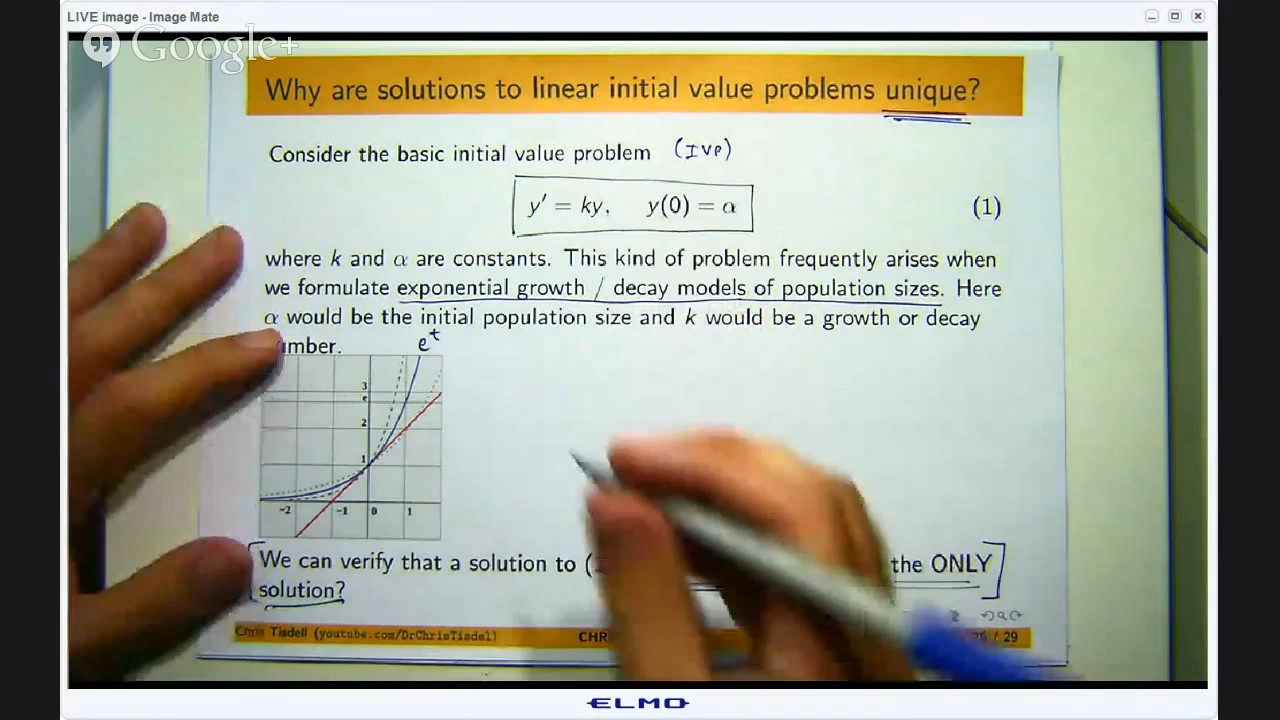 LIVE image - Image Mate
Google+
Why are solutions to linear initial value problems unique?
Consider the basic initial value problem (IVP)
y′ = ky, y(0) = α (1)
where k and α are constants. This kind of problem frequently arises when
we formulate exponential growth / decay models of population sizes. Here
α would be the initial population size and k would be a growth or decay
e^t
3
e
2
1
-2 -1 0 1
We can verify that a solution to the ONLY
solution?
Chris Tisdell (youtube.com/DrChrisTisdell) / 29
ELMO